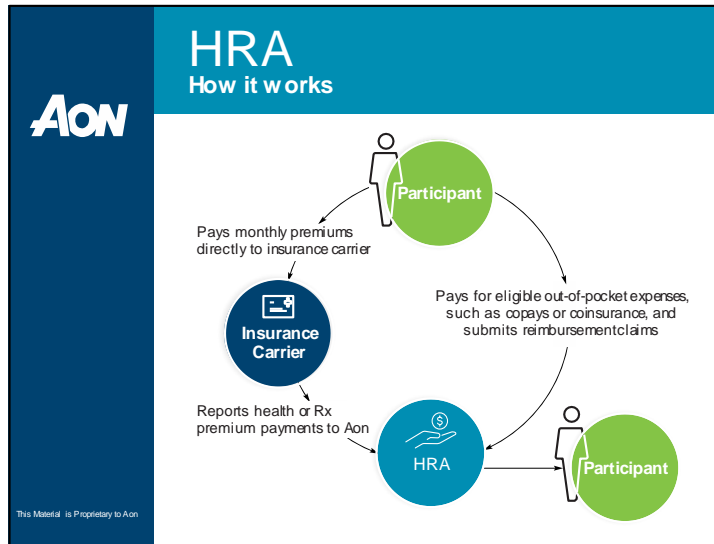 HRA
How it works
AON
Participant
Pays monthly premiums
directly to insurance carrier
Pays for eligible out-of-pocket expenses,
such as copays or coinsurance, and
submits reimbursement claims
Insurance
Carrier
Reports health or Rx
premium payments to Aon
$
HRA
Participant
This Material is Proprietary to Aon